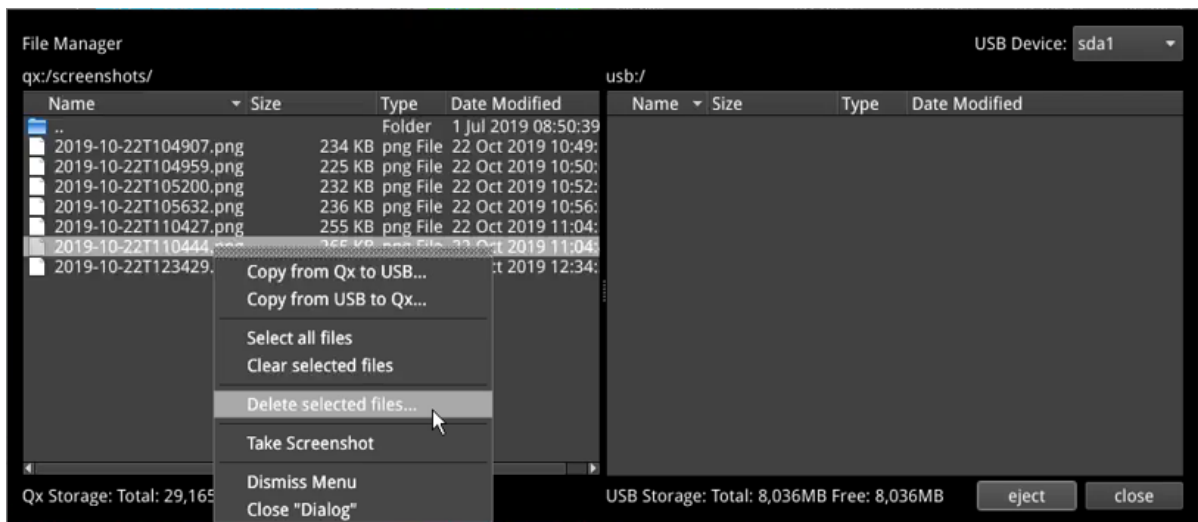 File Manager
USB Device: sda1
qx:/screenshots/
usb:/
Name Size Type Date Modified
Name Size Type Date Modified
.. Folder 1 Jul 2019 08:50:39
2019-10-22T104907.png 234 KB png File 22 Oct 2019 10:49:
2019-10-22T104959.png 225 KB png File 22 Oct 2019 10:50:
2019-10-22T105200.png 232 KB png File 22 Oct 2019 10:52:
2019-10-22T105632.png 236 KB png File 22 Oct 2019 10:56:
2019-10-22T110427.png 255 KB png File 22 Oct 2019 11:04:
2019-10-22T110444.png 265 KB png File 22 Oct 2019 11:04:
2019-10-22T123429. :t 2019 12:34:
Copy from Qx to USB...
Copy from USB to Qx...
Select all files
Clear selected files
Delete selected files...
Take Screenshot
Dismiss Menu
Close "Dialog"
Qx Storage: Total: 29,165
USB Storage: Total: 8,036MB Free: 8,036MB
eject
close